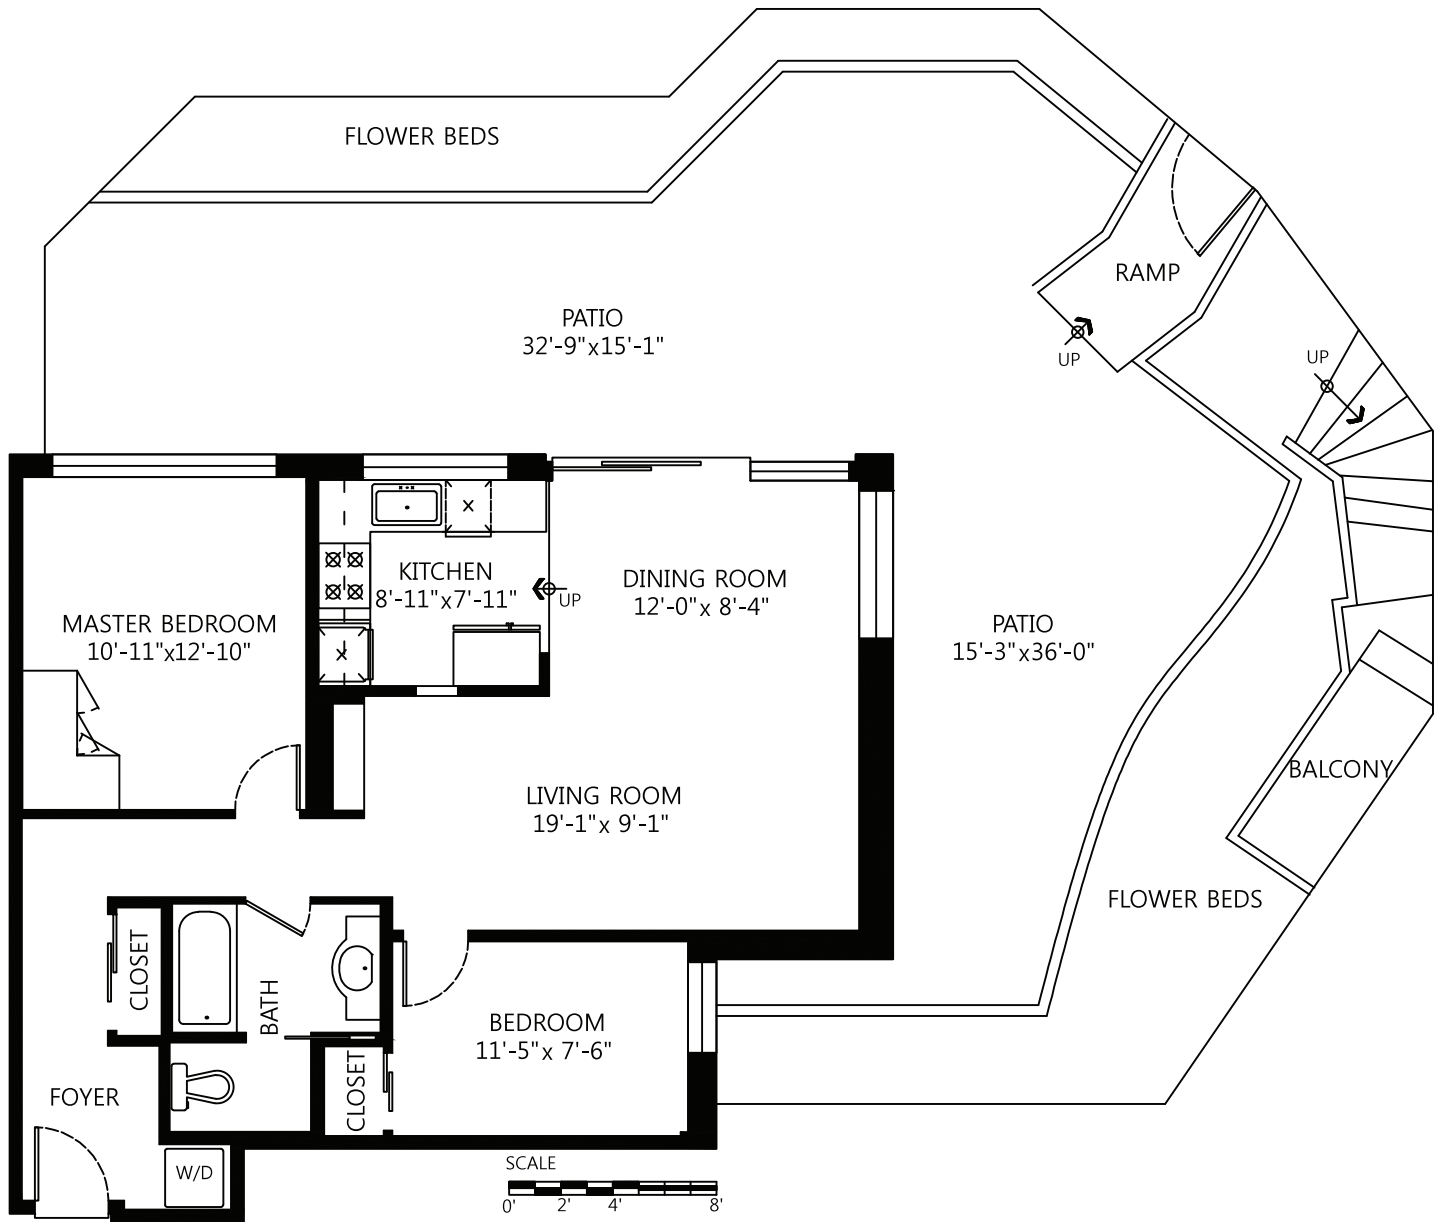 FLOWER BEDS
RAMP
PATIO
32'-9"x15'-1"
UP
UP
KITCHEN
8'-11"x7'-11"
UP
DINING ROOM
12'-0"x 8'-4"
MASTER BEDROOM
10'-11"x12'-10"
PATIO
15'-3"x36'-0"
BALCONY
LIVING ROOM
19'-1"x 9'-1"
FLOWER BEDS
CLOSET
BATH
BEDROOM
11'-5"x 7'-6"
CLOSET
FOYER
W/D
SCALE
0' 2' 4' 8'